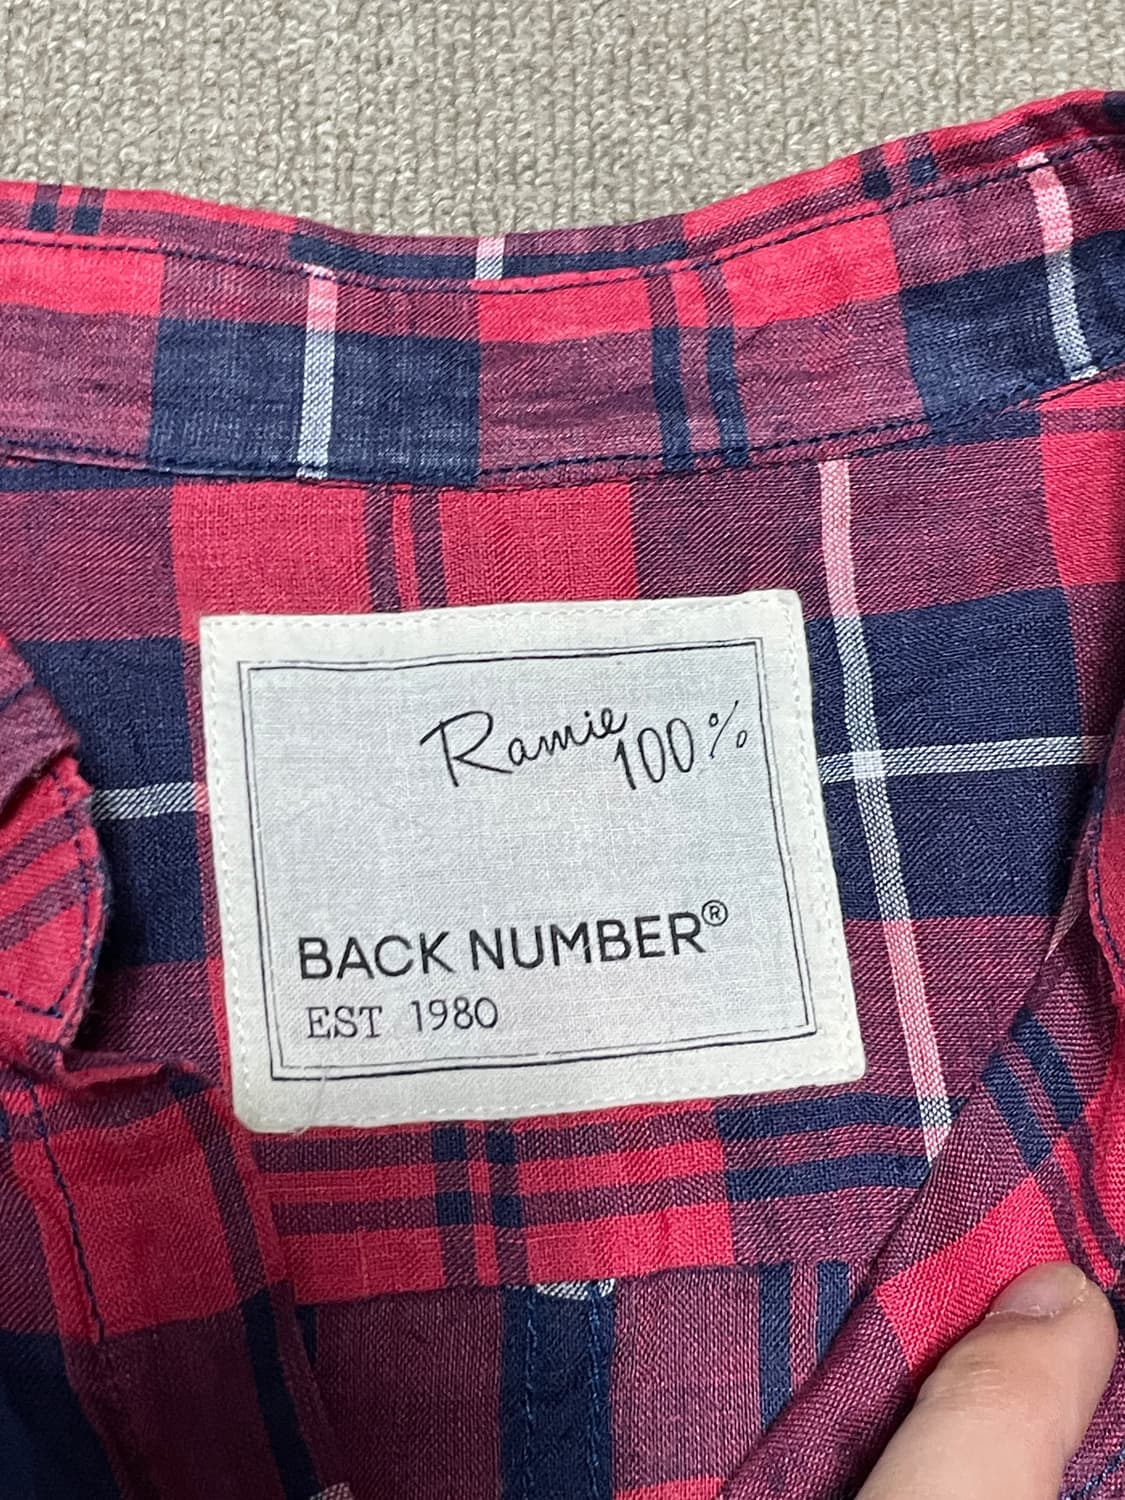 Ramie 100%
BACK NUMBER®
EST 1980